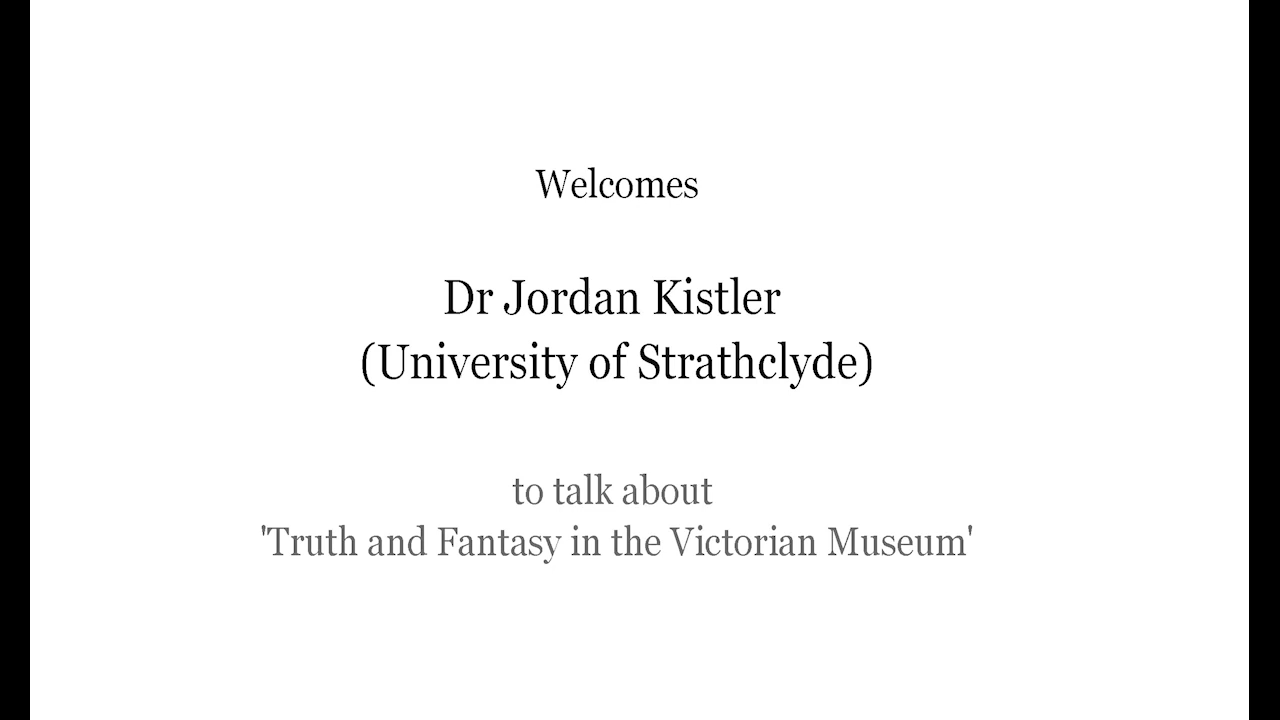 Welcomes
Dr Jordan Kistler
(University of Strathclyde)
to talk about
'Truth and Fantasy in the Victorian Museum'